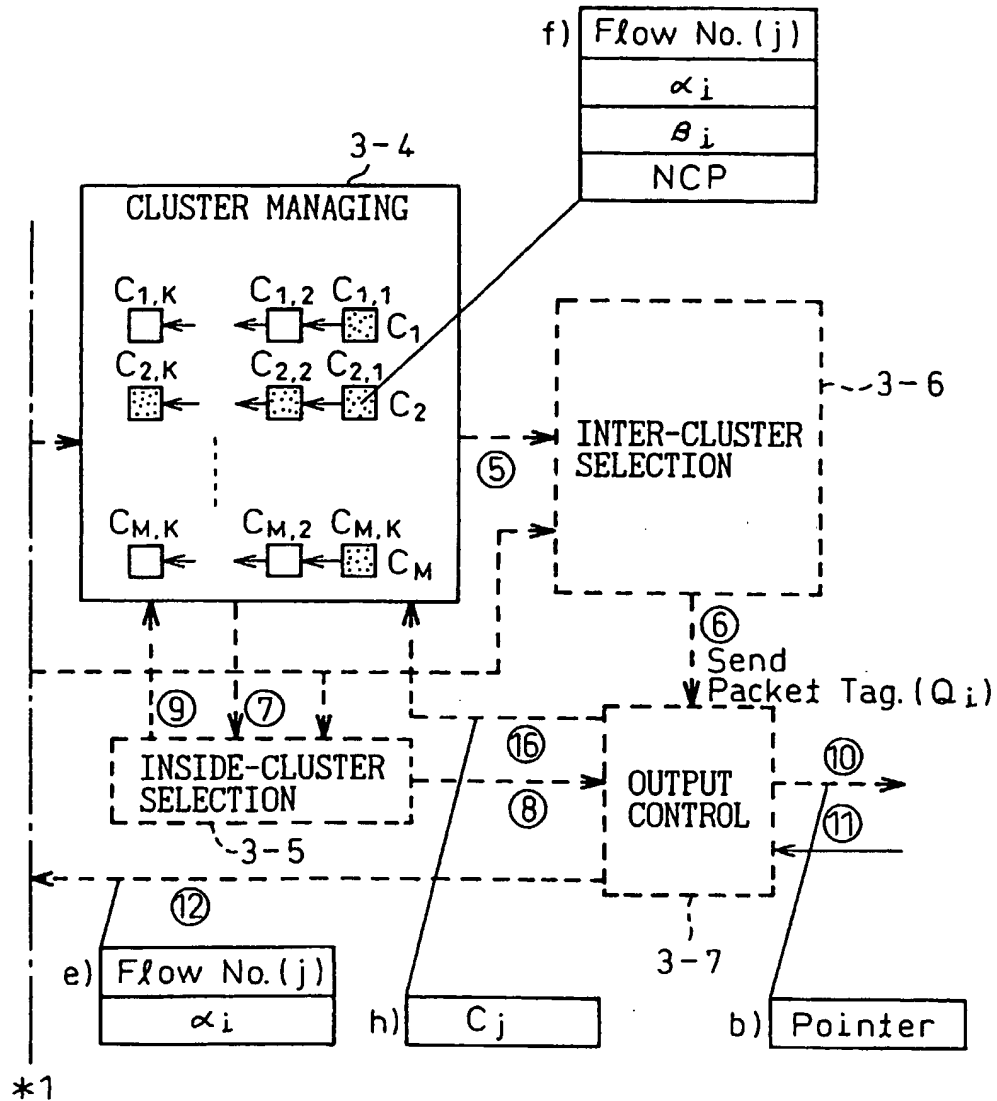 f) Flow No. (j)
αi
βi
NCP
3-4
CLUSTER MANAGING
C1,K C1,2 C1,1
C1
C2,K C2,2 C2,1
C2
CM,K CM,2 CM,K
CM
3-6
INTER-CLUSTER
SELECTION
⑤
⑥
Send
Packet Tag. (Qi)
⑨ ⑦
⑯
⑩
INSIDE-CLUSTER
SELECTION
⑧
OUTPUT
CONTROL
⑪
3-5
⑫
3-7
e) Flow No. (j)
αi
h) Cj
b) Pointer
*1